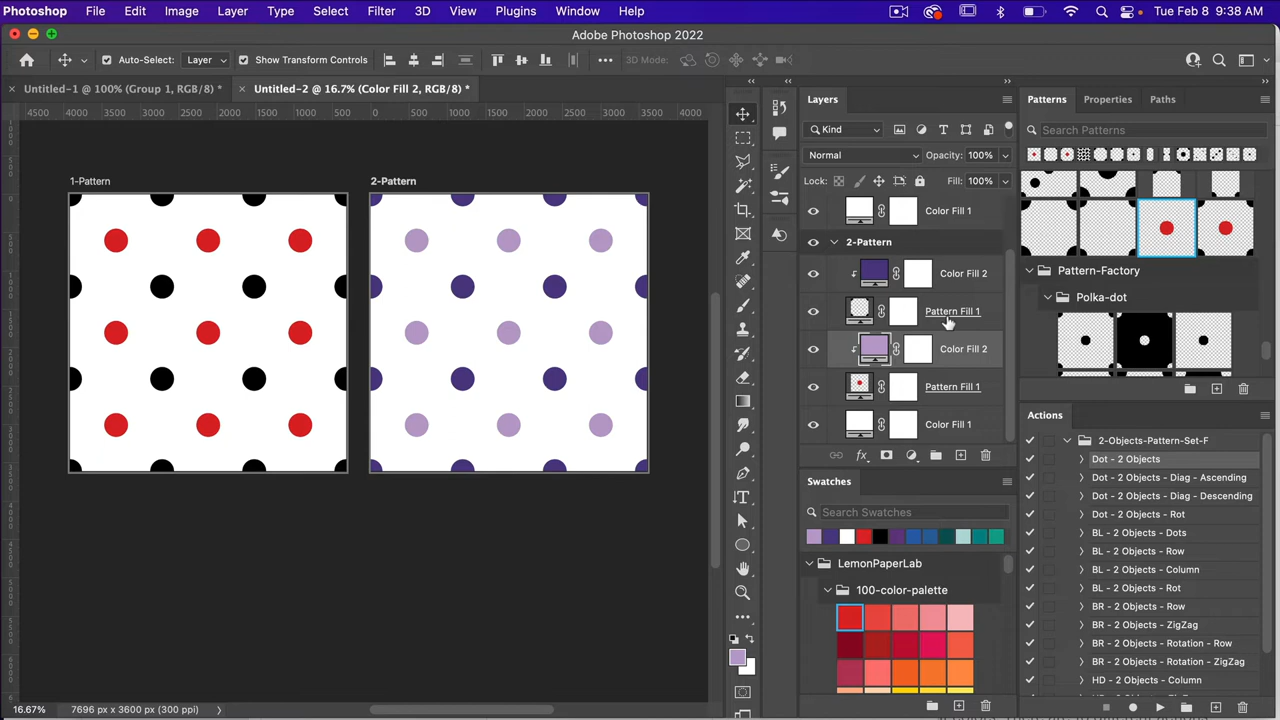 Photoshop File Edit Image Layer Type Select Filter 3D View Plugins Window Help Tue Feb 8 9:38 AM
Adobe Photoshop 2022
Auto-Select: Layer Show Transform Controls 3D Mode:
Untitled-1 @ 100% (Group 1, RGB/8) * Untitled-2 @ 16.7% (Color Fill 2, RGB/8) *
4500 4000 3500 3000 2500 2000 1500 1000 500 0 500 1000 1500 2000 2500 3000 3500 4000
1-Pattern
2-Pattern
Layers
Kind
Normal Opacity: 100%
Lock: Fill: 100%
Color Fill 1
2-Pattern
Color Fill 2
Pattern Fill 1
Color Fill 2
Pattern Fill 1
Color Fill 1
fx
Swatches
Search Swatches
LemonPaperLab
100-color-palette
Patterns Properties Paths
Search Patterns
Pattern-Factory
Polka-dot
Actions
2-Objects-Pattern-Set-F
Dot - 2 Objects
Dot - 2 Objects - Diag - Ascending
Dot - 2 Objects - Diag - Descending
Dot - 2 Objects - Rot
BL - 2 Objects - Dots
BL - 2 Objects - Row
BL - 2 Objects - Column
BL - 2 Objects - Rot
BR - 2 Objects - Row
BR - 2 Objects - ZigZag
BR - 2 Objects - Rotation - Row
BR - 2 Objects - Rotation - ZigZag
HD - 2 Objects - Column
16.67% 7696 px x 3600 px (300 ppi)